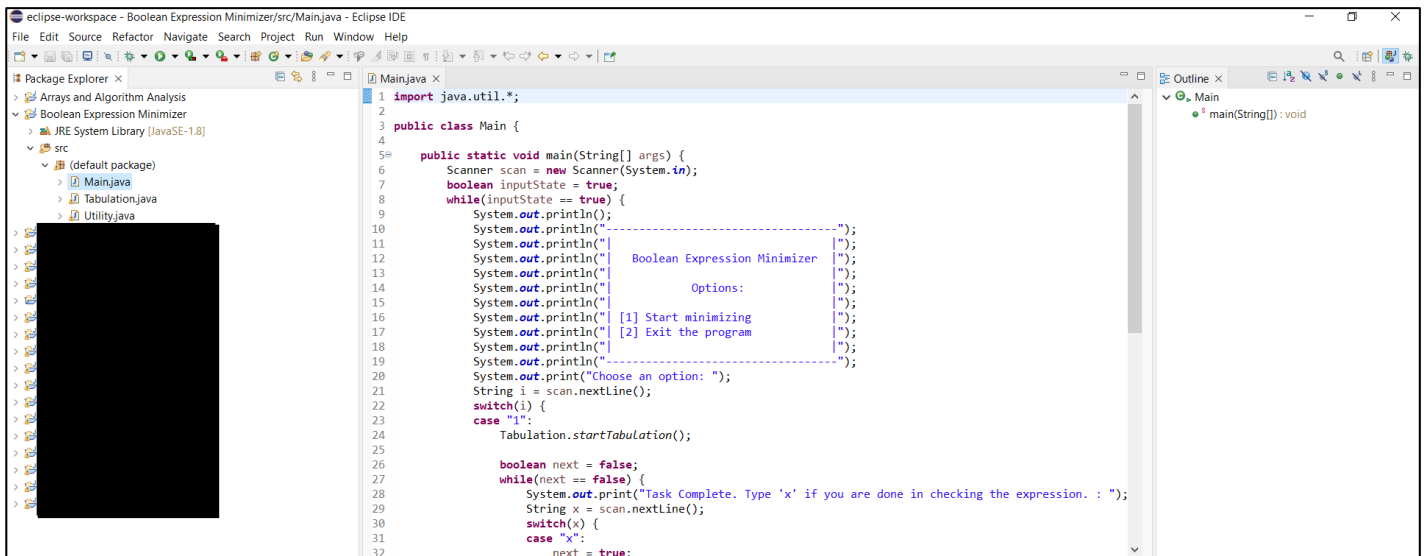 eclipse-workspace - Boolean Expression Minimizer/src/Main.java - Eclipse IDE
File Edit Source Refactor Navigate Search Project Run Window Help
Package Explorer
Arrays and Algorithm Analysis
Boolean Expression Minimizer
JRE System Library [JavaSE-1.8]
src
(default package)
Main.java
Tabulation.java
Utility.java
Main.java
1 import java.util.*;
2
3 public class Main {
4
5     public static void main(String[] args) {
6         Scanner scan = new Scanner(System.in);
7         boolean inputState = true;
8         while(inputState == true) {
9             System.out.println();
10             System.out.println("-----------------------------------");
11             System.out.println("|                                 |");
12             System.out.println("|   Boolean Expression Minimizer  |");
13             System.out.println("|                                 |");
14             System.out.println("|            Options:             |");
15             System.out.println("|                                 |");
16             System.out.println("| [1] Start minimizing            |");
17             System.out.println("| [2] Exit the program            |");
18             System.out.println("|                                 |");
19             System.out.println("-----------------------------------");
20             System.out.print("Choose an option: ");
21             String i = scan.nextLine();
22             switch(i) {
23             case "1":
24                 Tabulation.startTabulation();
25
26                 boolean next = false;
27                 while(next == false) {
28                     System.out.print("Task Complete. Type 'x' if you are done in checking the expression. : ");
29                     String x = scan.nextLine();
30                     switch(x) {
31                     case "x":
32                         next = true;
Outline
Main
main(String[]) : void